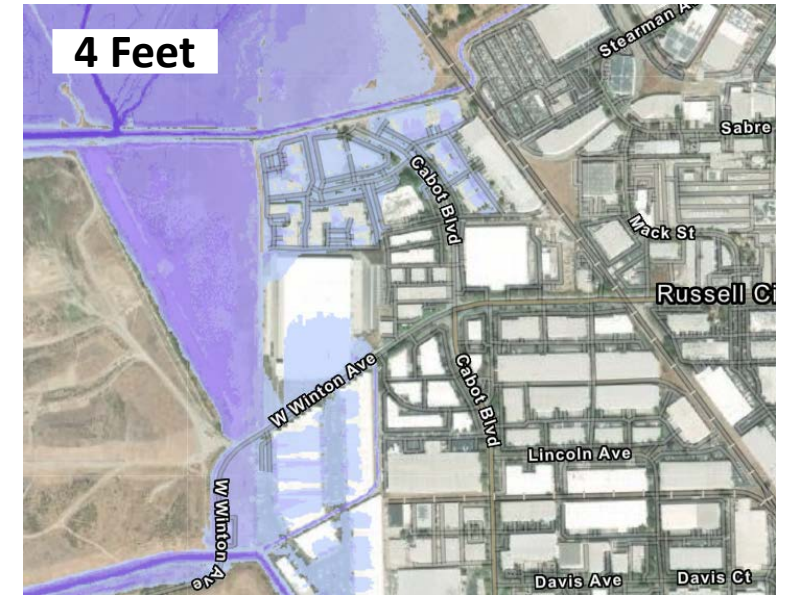 4 Feet
Stearman A
Sabre
Cabot Blvd
Mack St
Russell Ci
W Winton Ave
Cabot Blvd
Lincoln Ave
W Winton Ave
Davis Ave
Davis Ct